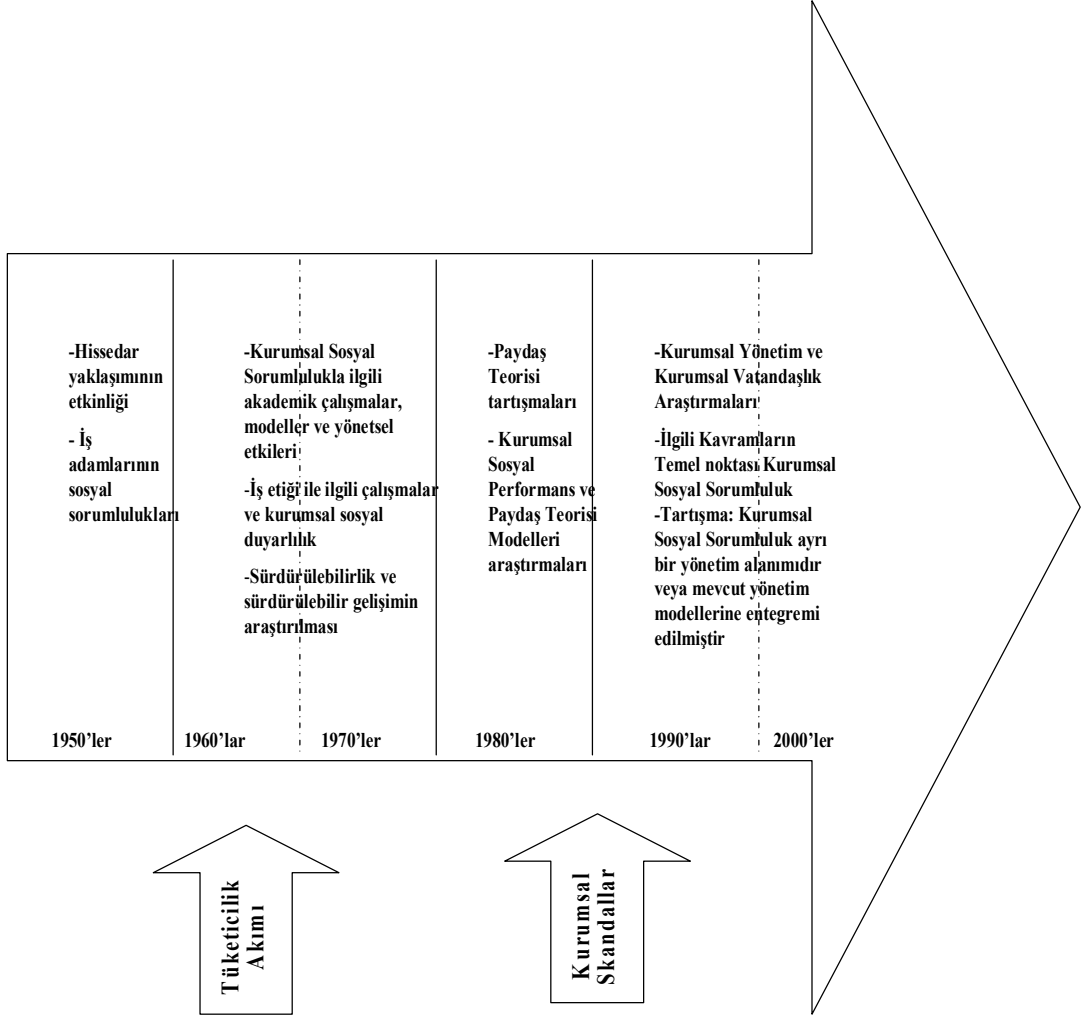 -Hissedar
yaklaşımının
etkinliği
- İş
adamlarının
sosyal
sorumlulukları
-Kurumsal Sosyal
Sorumlulukla ilgili
akademik çalışmalar,
modeller ve yönetsel
etkileri
-İş etiği ile ilgili çalışmalar
ve kurumsal sosyal
duyarlılık
-Sürdürülebilirlik ve
sürdürülebilir gelişimin
araştırılması
-Paydaş
Teorisi
tartışmaları
- Kurumsal
Sosyal
Performans ve
Paydaş Teorisi
Modelleri
araştırmaları
-Kurumsal Yönetim ve
Kurumsal Vatandaşlık
Araştırmaları
-İlgili Kavramların
Temel noktası Kurumsal
Sosyal Sorumluluk
-Tartışma: Kurumsal
Sosyal Sorumluluk ayrı
bir yönetim alanımıdır
veya mevcut yönetim
modellerine entegremi
edilmiştir
1950’ler
1960’lar
1970’ler
1980’ler
1990’lar
2000’ler
Tüketicilik
Akımı
Kurumsal
Skandallar